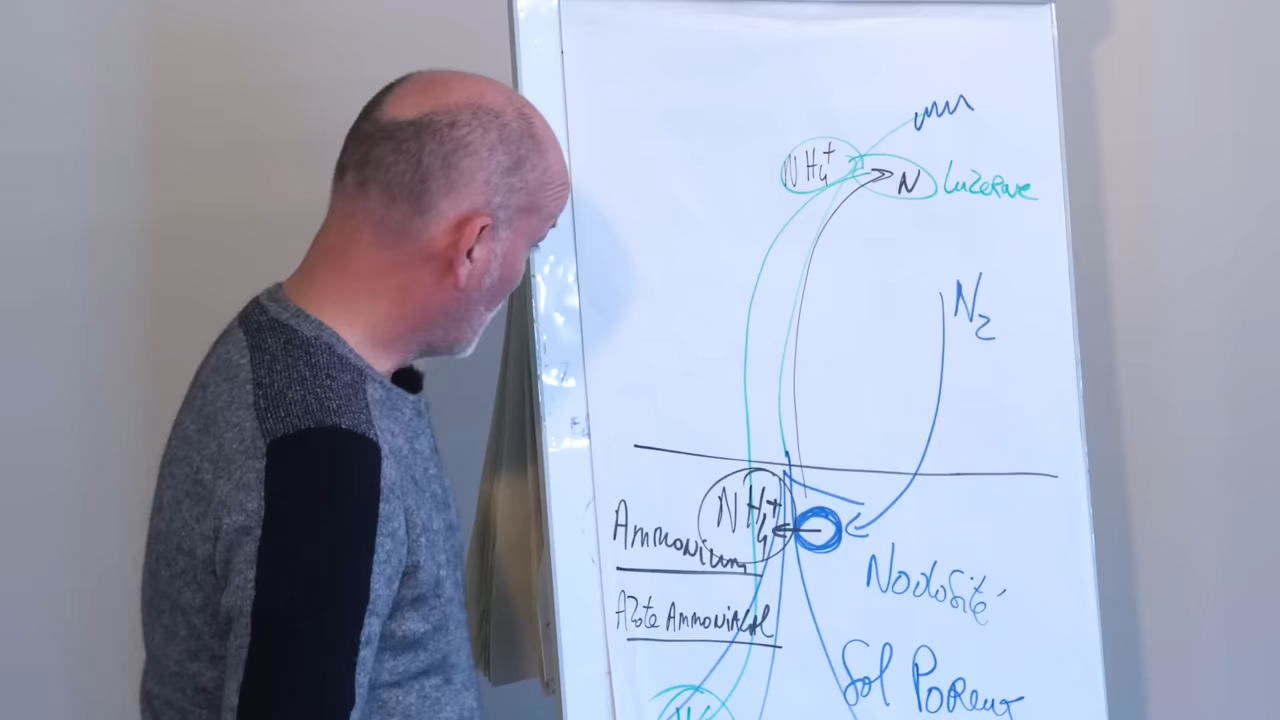 NH4+ N Luzerne
N2
NH4+
Ammonium
Nodosité
Azote Ammoniacal
Sol Poreux